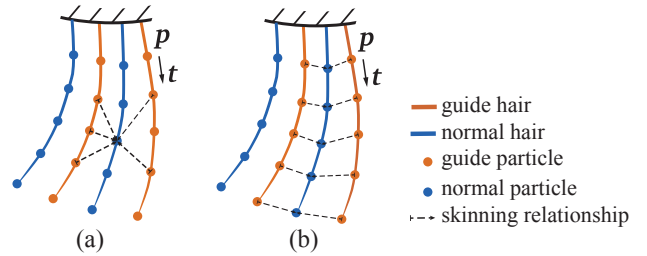 p
t
p
t
guide hair
normal hair
guide particle
normal particle
skinning relationship
(a)
(b)